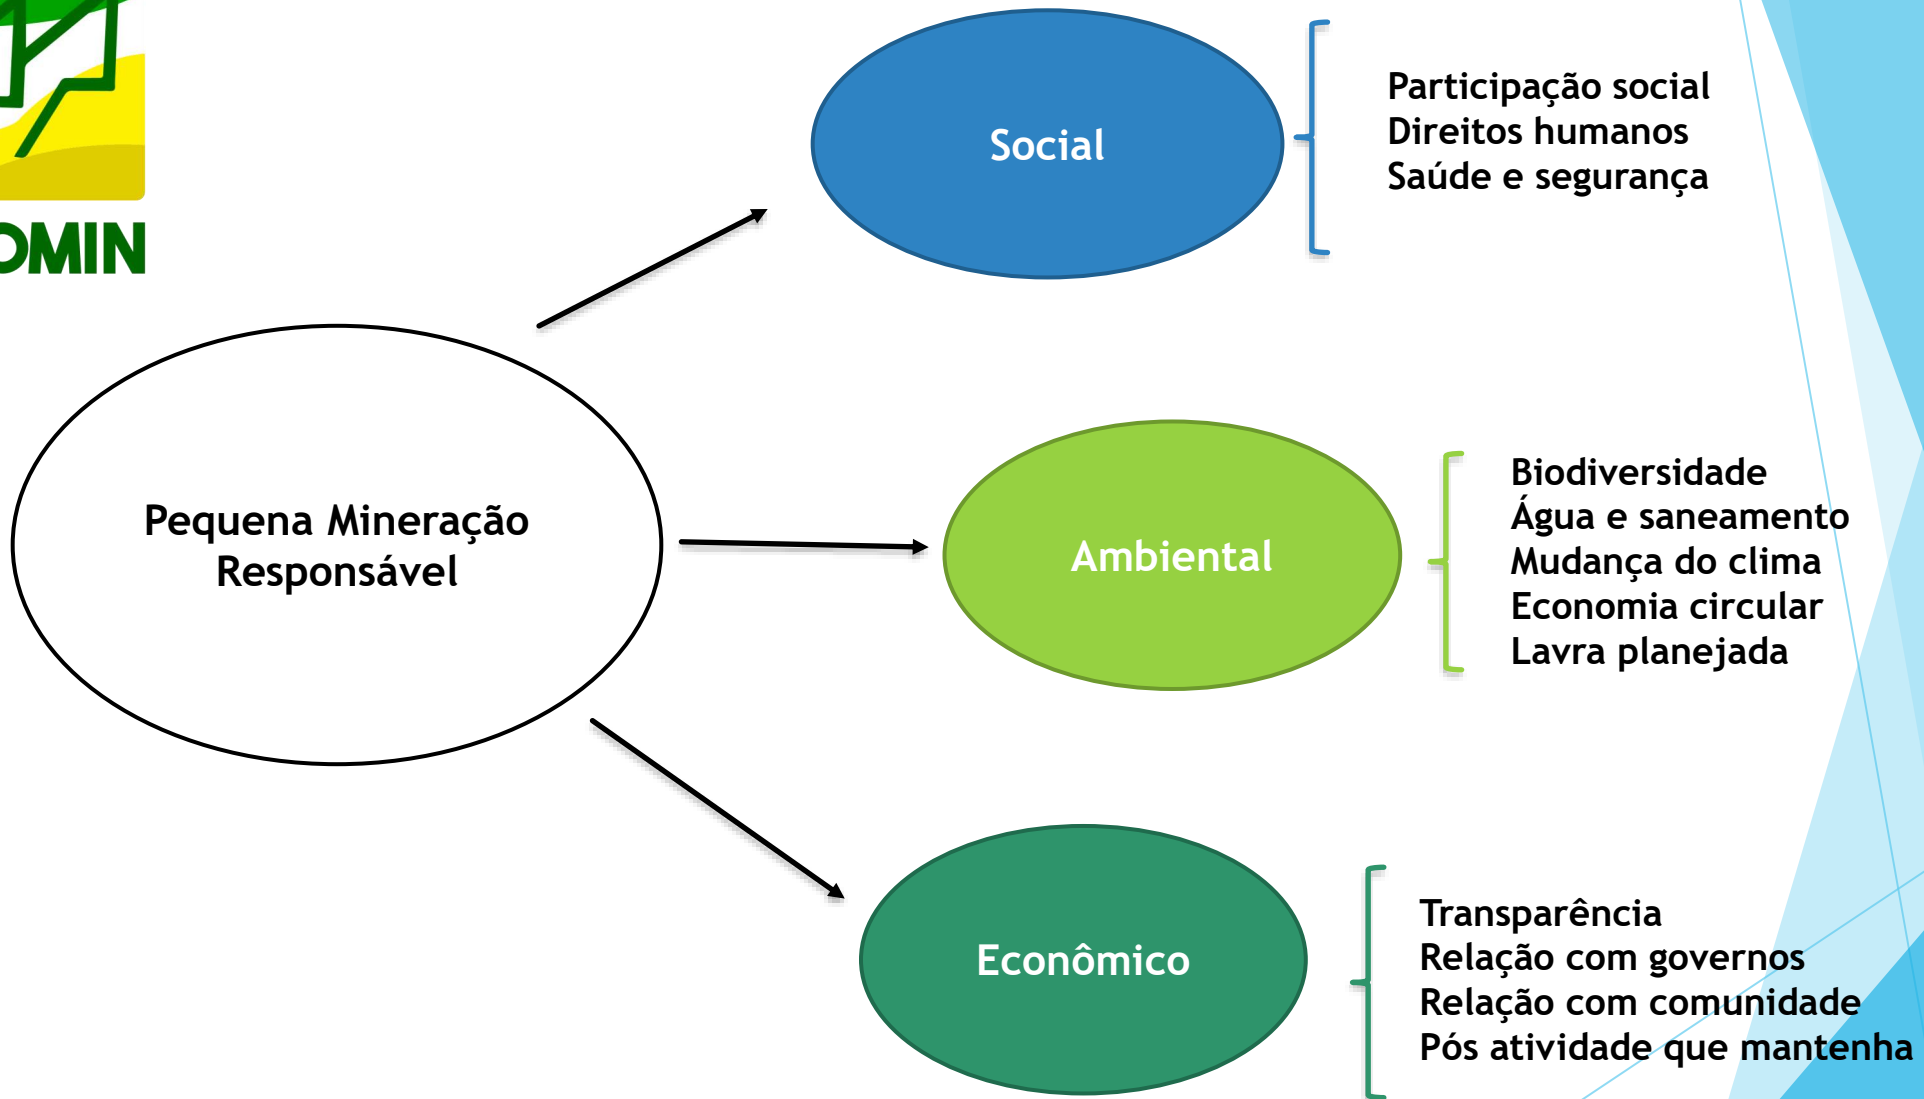 OMIN
Social
Participação social
Direitos humanos
Saúde e segurança
Pequena Mineração
Responsável
Ambiental
Biodiversidade
Água e saneamento
Mudança do clima
Economia circular
Lavra planejada
Econômico
Transparência
Relação com governos
Relação com comunidade
Pós atividade que mantenha